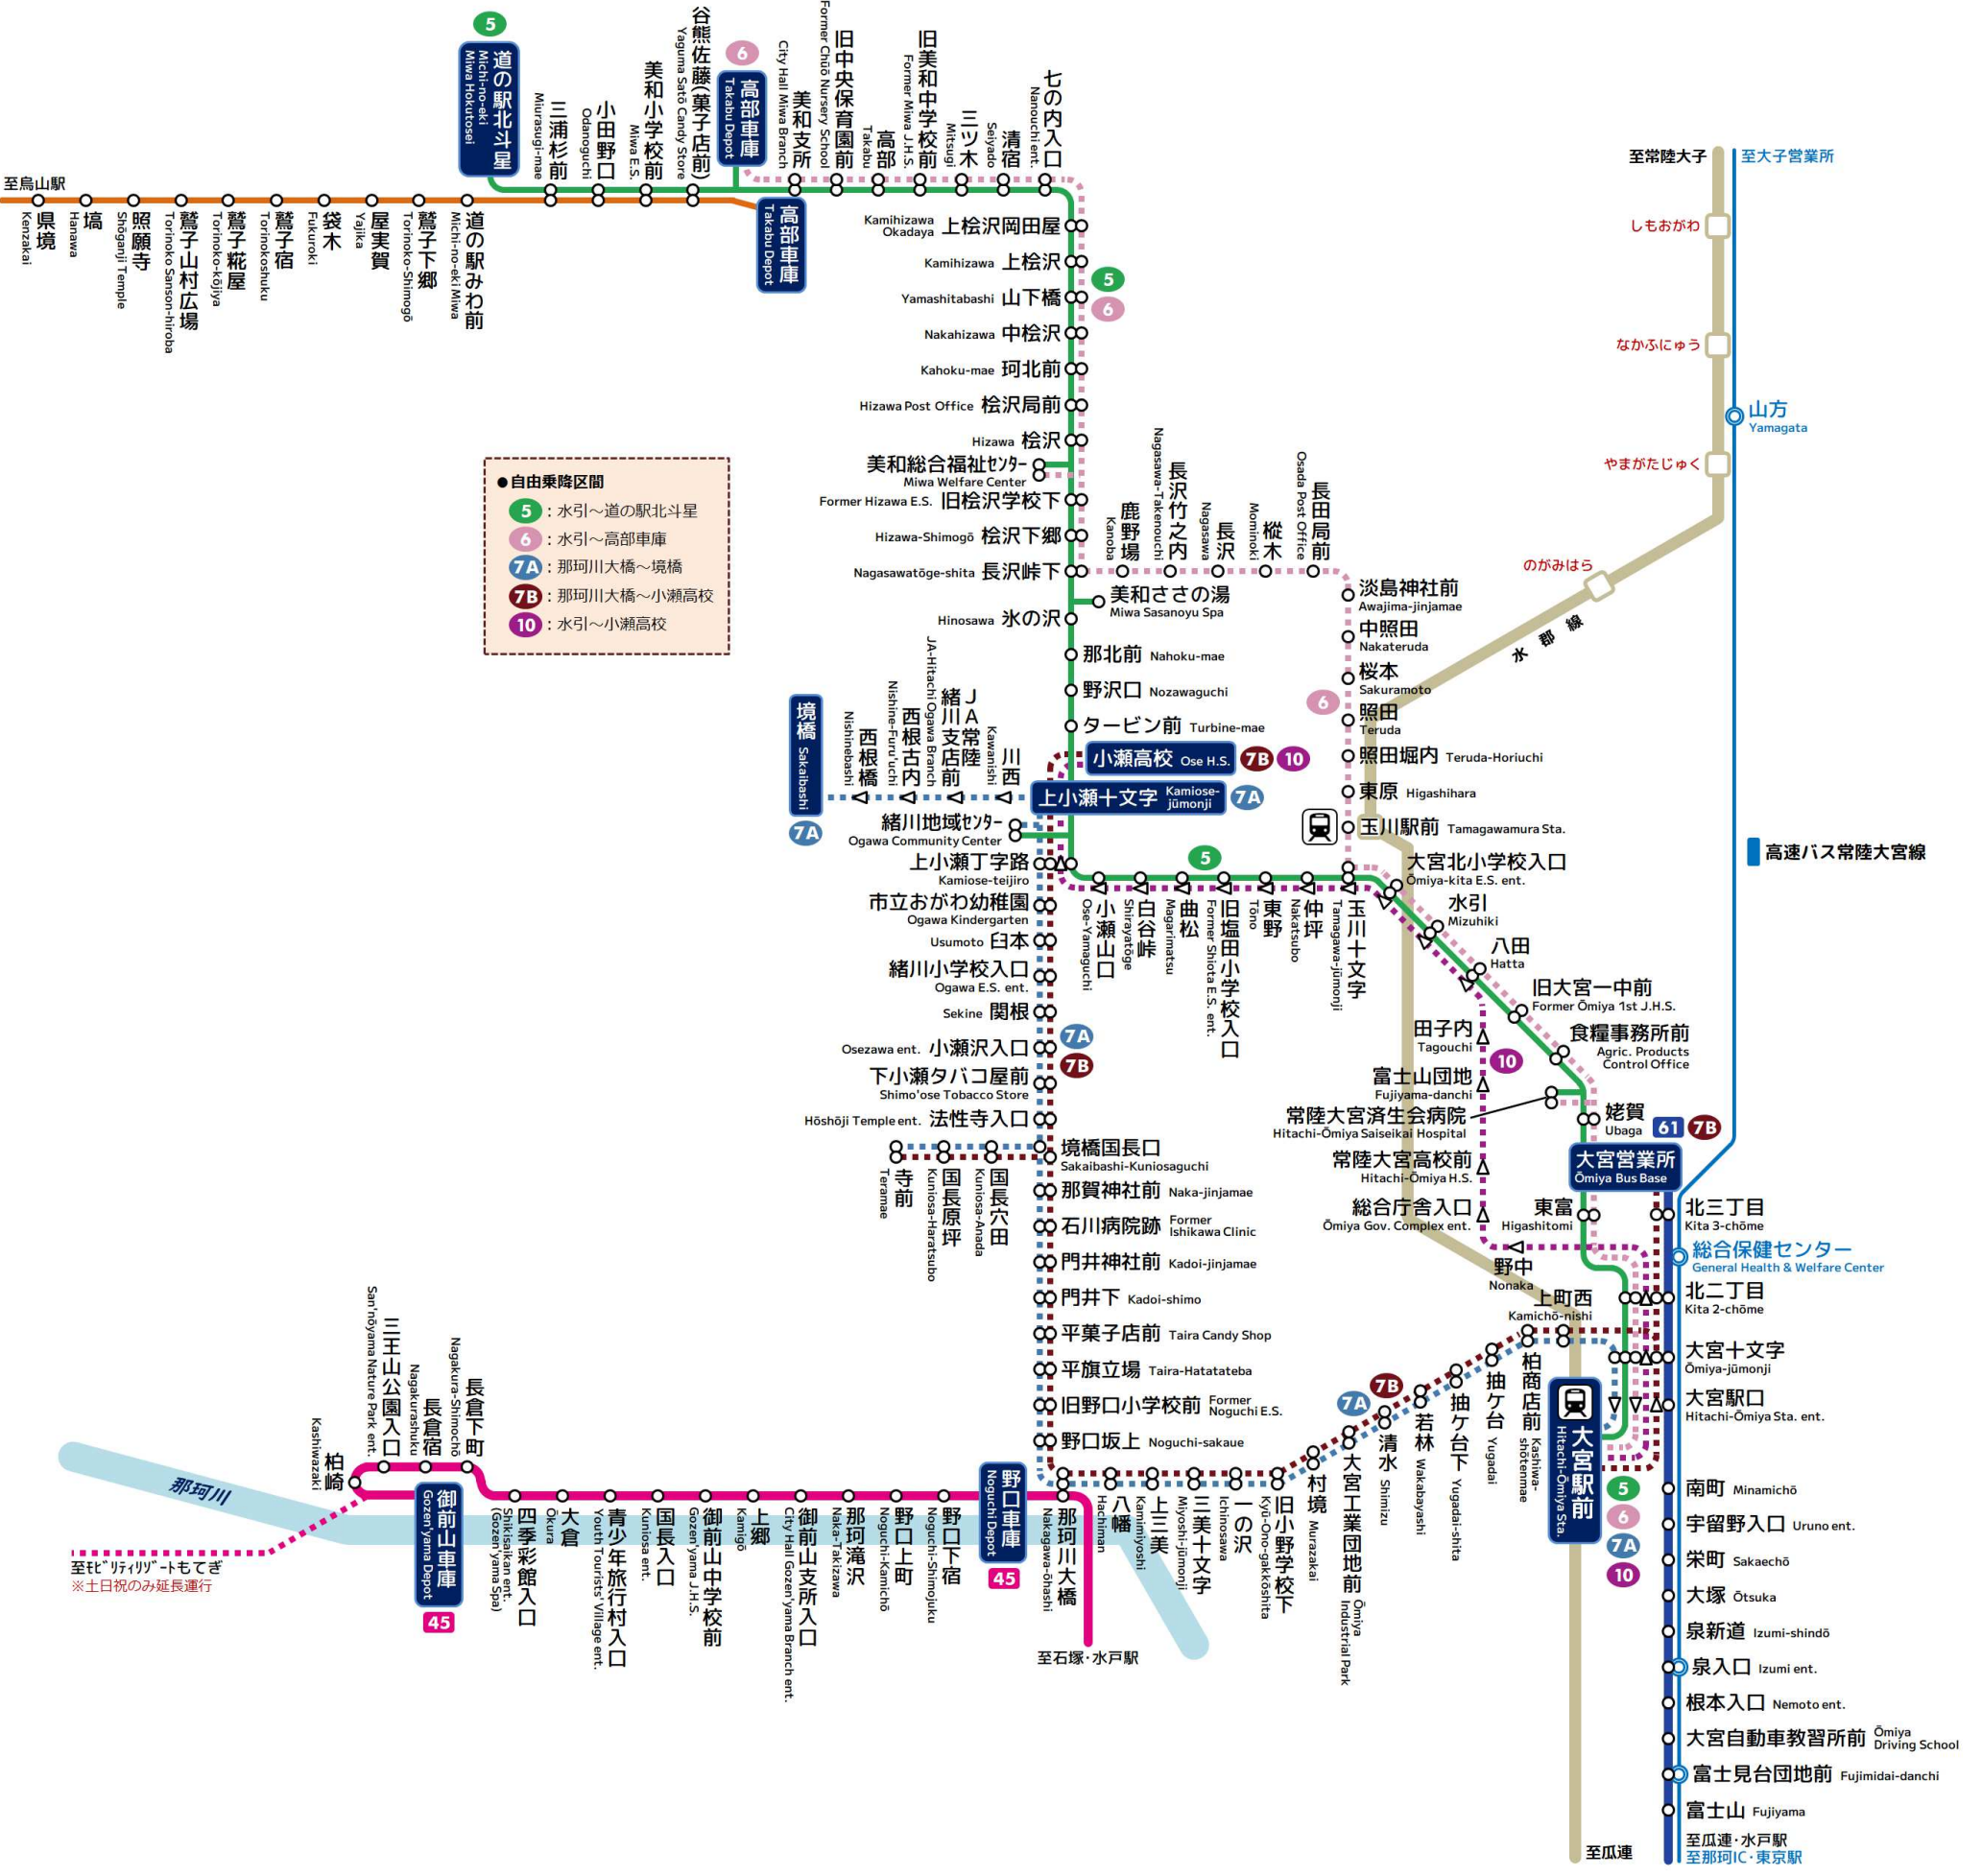 5
道の駅北斗星
Michi-no-eki
Miwa Hokutosei
三浦杉前
Miurasugi-mae
小田野口
Odanoguchi
美和小学校前
Miwa E.S.
谷熊佐藤(菓子店前)
Yaguma Satō Candy Store
6
高部車庫
Takabu Depot
美和支所
City Hall Miwa Branch
旧中央保育園前
Former Chūō Nursery School
高部
Takabu
旧美和中学校前
Former Miwa J.H.S.
三ツ木
Mitsugi
清宿
Seiyado
七の内入口
Nanouchi ent.
至烏山駅
県境
Kenzakai
塙
Hanawa
照願寺
Shōganji Temple
鷲子山村広場
Torinoko Sanson-hiroba
鷲子糀屋
Torinoko-kōjiya
鷲子宿
Torinokoshuku
袋木
Fukuroki
屋実賀
Yajika
鷲子下郷
Torinoko-Shimogō
道の駅みわ前
Michi-no-eki Miwa
高部車庫
Takabu Depot
Kamihizawa Okadaya 上桧沢岡田屋
Kamihizawa 上桧沢
5
6
Yamashitabashi 山下橋
Nakahizawa 中桧沢
Kahoku-mae 珂北前
Hizawa Post Office 桧沢局前
Hizawa 桧沢
美和総合福祉ｾﾝﾀｰ
Miwa Welfare Center
Former Hizawa E.S. 旧桧沢学校下
Hizawa-Shimogō 桧沢下郷
Nagasawatōge-shita 長沢峠下
美和ささの湯
Miwa Sasanoyu Spa
Hinosawa 氷の沢
那北前 Nahoku-mae
野沢口 Nozawaguchi
タービン前 Turbine-mae
●自由乗降区間
5：水引～道の駅北斗星
6：水引～高部車庫
7A：那珂川大橋～境橋
7B：那珂川大橋～小瀬高校
10：水引～小瀬高校
鹿野場
Kanoba
長沢竹之内
Nagasawa-Takenouchi
長沢
Nagasawa
樅木
Mominoki
長田局前
Osada Post Office
淡島神社前
Awajima-jinjamae
中照田
Nakateruda
桜本
Sakuramoto
6
照田
Teruda
照田堀内 Teruda-Horiuchi
東原 Higashihara
玉川駅前 Tamagawamura Sta.
至常陸大子
至大子営業所
しもおがわ
なかふにゅう
山方
Yamagata
やまがたじゅく
のがみはら
水郡線
高速バス常陸大宮線
境橋 Sakaibashi
7A
西根橋
Nishinebashi
西根古内
Nishine-Furu'uchi
JA常陸緒川支店前
JA-Hitachi Ogawa Branch
川西
Kawanishi
小瀬高校 Ose H.S. 7B 10
上小瀬十文字 Kamiose-jūmonji 7A
緒川地域ｾﾝﾀｰ
Ogawa Community Center
上小瀬丁字路
Kamiose-teijiro
市立おがわ幼稚園
Ogawa Kindergarten
Usumoto 臼本
緒川小学校入口
Ogawa E.S. ent.
Sekine 関根
7A
7B
Osezawa ent. 小瀬沢入口
下小瀬タバコ屋前
Shimo'ose Tobacco Store
Hōshōji Temple ent. 法性寺入口
境橋国長口
Sakaibashi-Kuniosaguchi
寺前
Teramae
国長原坪
Kuniosa-Haratsubo
国長穴田
Kuniosa-Anada
那賀神社前 Naka-jinjamae
石川病院跡 Former Ishikawa Clinic
門井神社前 Kadoi-jinjamae
門井下 Kadoi-shimo
平菓子店前 Taira Candy Shop
平旗立場 Taira-Hatatateba
旧野口小学校前 Former Noguchi E.S.
野口坂上 Noguchi-sakaue
5
小瀬山口
Ose-Yamaguchi
白谷峠
Shirayatōge
曲松
Magarimatsu
旧塩田小学校入口
Former Shiota E.S. ent.
東野
Tōno
仲坪
Nakatsubo
玉川十文字
Tamagawa-jūmonji
大宮北小学校入口
Ōmiya-kita E.S. ent.
水引
Mizuhiki
八田
Hatta
旧大宮一中前
Former Ōmiya 1st J.H.S.
食糧事務所前
Agric. Products
Control Office
田子内
Tagouchi
10
富士山団地
Fujiyama-danchi
常陸大宮済生会病院
Hitachi-Ōmiya Saiseikai Hospital
常陸大宮高校前
Hitachi-Ōmiya H.S.
総合庁舎入口
Ōmiya Gov. Complex ent.
野中
Nonaka
姥賀
Ubaga
61 7B
大宮営業所
Ōmiya Bus Base
東富
Higashitomi
北三丁目
Kita 3-chōme
総合保健センター
General Health & Welfare Center
北二丁目
Kita 2-chōme
大宮十文字
Ōmiya-jūmonji
大宮駅口
Hitachi-Ōmiya Sta. ent.
上町西
Kamichō-nishi
柏商店前
Kashiwa-shōtenmae
抽ケ台 Yugadai
抽ケ台下 Yugadai-shita
若林 Wakabayashi
7A
7B
清水 Shimizu
大宮工業団地前
Ōmiya Industrial Park
村境 Murazakai
旧小野学校下
Kyū-Ono-gakkōshita
一の沢
Ichinosawa
三美十文字
Miyoshi-jūmonji
上三美
Kamimiyoshi
八幡
Hachiman
那珂川大橋
Nakagawa-ōhashi
至石塚・水戸駅
大宮駅前
Hitachi-Ōmiya Sta.
5
6
7A
10
南町 Minamichō
宇留野入口 Uruno ent.
栄町 Sakaechō
大塚 Ōtsuka
泉新道 Izumi-shindō
泉入口 Izumi ent.
根本入口 Nemoto ent.
大宮自動車教習所前 Ōmiya Driving School
富士見台団地前 Fujimidai-danchi
富士山 Fujiyama
至瓜連・水戸駅
至那珂IC・東京駅
至瓜連
那珂川
柏崎
Kashiwazaki
三王山公園入口
San'nōyama Nature Park ent.
長倉宿
Nagakurashuku
長倉下町
Nagakura-Shimochō
御前山車庫
Gozen'yama Depot
45
至ﾓﾋﾞﾘﾃｨﾘｿﾞｰﾄもてぎ
※土日祝のみ延長運行
四季彩館入口
Shikisaikan ent.
(Gozen'yama Spa)
大倉
Ōkura
青少年旅行村入口
Youth Tourists' Village ent.
国長入口
Kuniosa ent.
御前山中学校前
Gozen'yama J.H.S.
上郷
Kamigō
御前山支所入口
City Hall Gozen'yama Branch ent.
那珂滝沢
Naka-Takizawa
野口上町
Noguchi-Kamichō
野口下宿
Noguchi-Shimojuku
野口車庫
Noguchi Depot
45